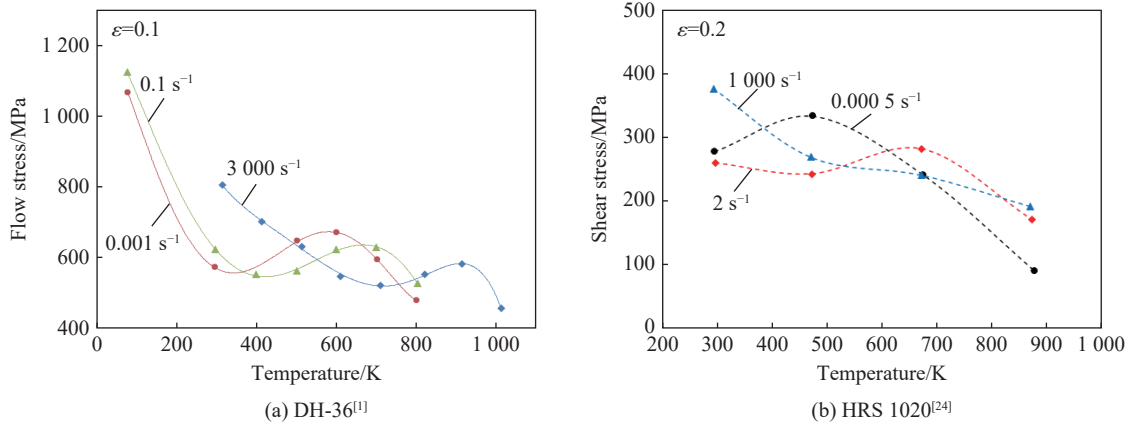 ε=0.1
1 200
1 000
800
600
400
0
200
400
600
800
1 000
0.1 s⁻¹
3 000 s⁻¹
0.001 s⁻¹
Flow stress/MPa
Temperature/K
(a) DH-36[1]
ε=0.2
500
400
300
200
100
0
200
300
400
500
600
700
800
900
1 000
1 000 s⁻¹
0.000 5 s⁻¹
2 s⁻¹
Shear stress/MPa
Temperature/K
(b) HRS 1020[24]